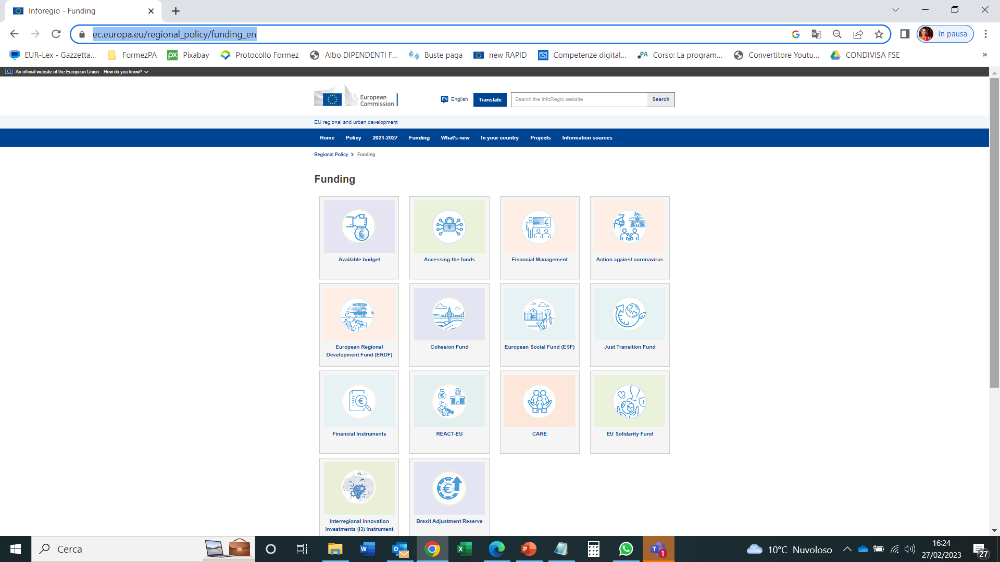 Inforegio - Funding
ec.europa.eu/regional_policy/funding_en
In pausa
EUR-Lex - Gazzetta...
FormezPA
Pixabay
Protocollo Formez
Albo DIPENDENTI F...
Buste paga
new RAPID
Competenze digital...
Corso: La program...
Convertitore Youtu...
CONDIVISA FSE
»
An official website of the European Union
How do you know?
European
Commission
EN English
Translate
Search the InfoRegio website
Search
EU regional and urban development
Home
Policy
2021-2027
Funding
What's new
In your country
Projects
Information sources
Regional Policy > Funding
Funding
Available budget
Accessing the funds
Financial Management
Action against coronavirus
European Regional
Development Fund (ERDF)
Cohesion Fund
European Social Fund (ESF)
Just Transition Fund
Financial Instruments
REACT-EU
CARE
EU Solidarity Fund
Interregional Innovation
Investments (I3) Instrument
Brexit Adjustment Reserve
Cerca
1
10°C Nuvoloso
16:24
27/02/2023
27